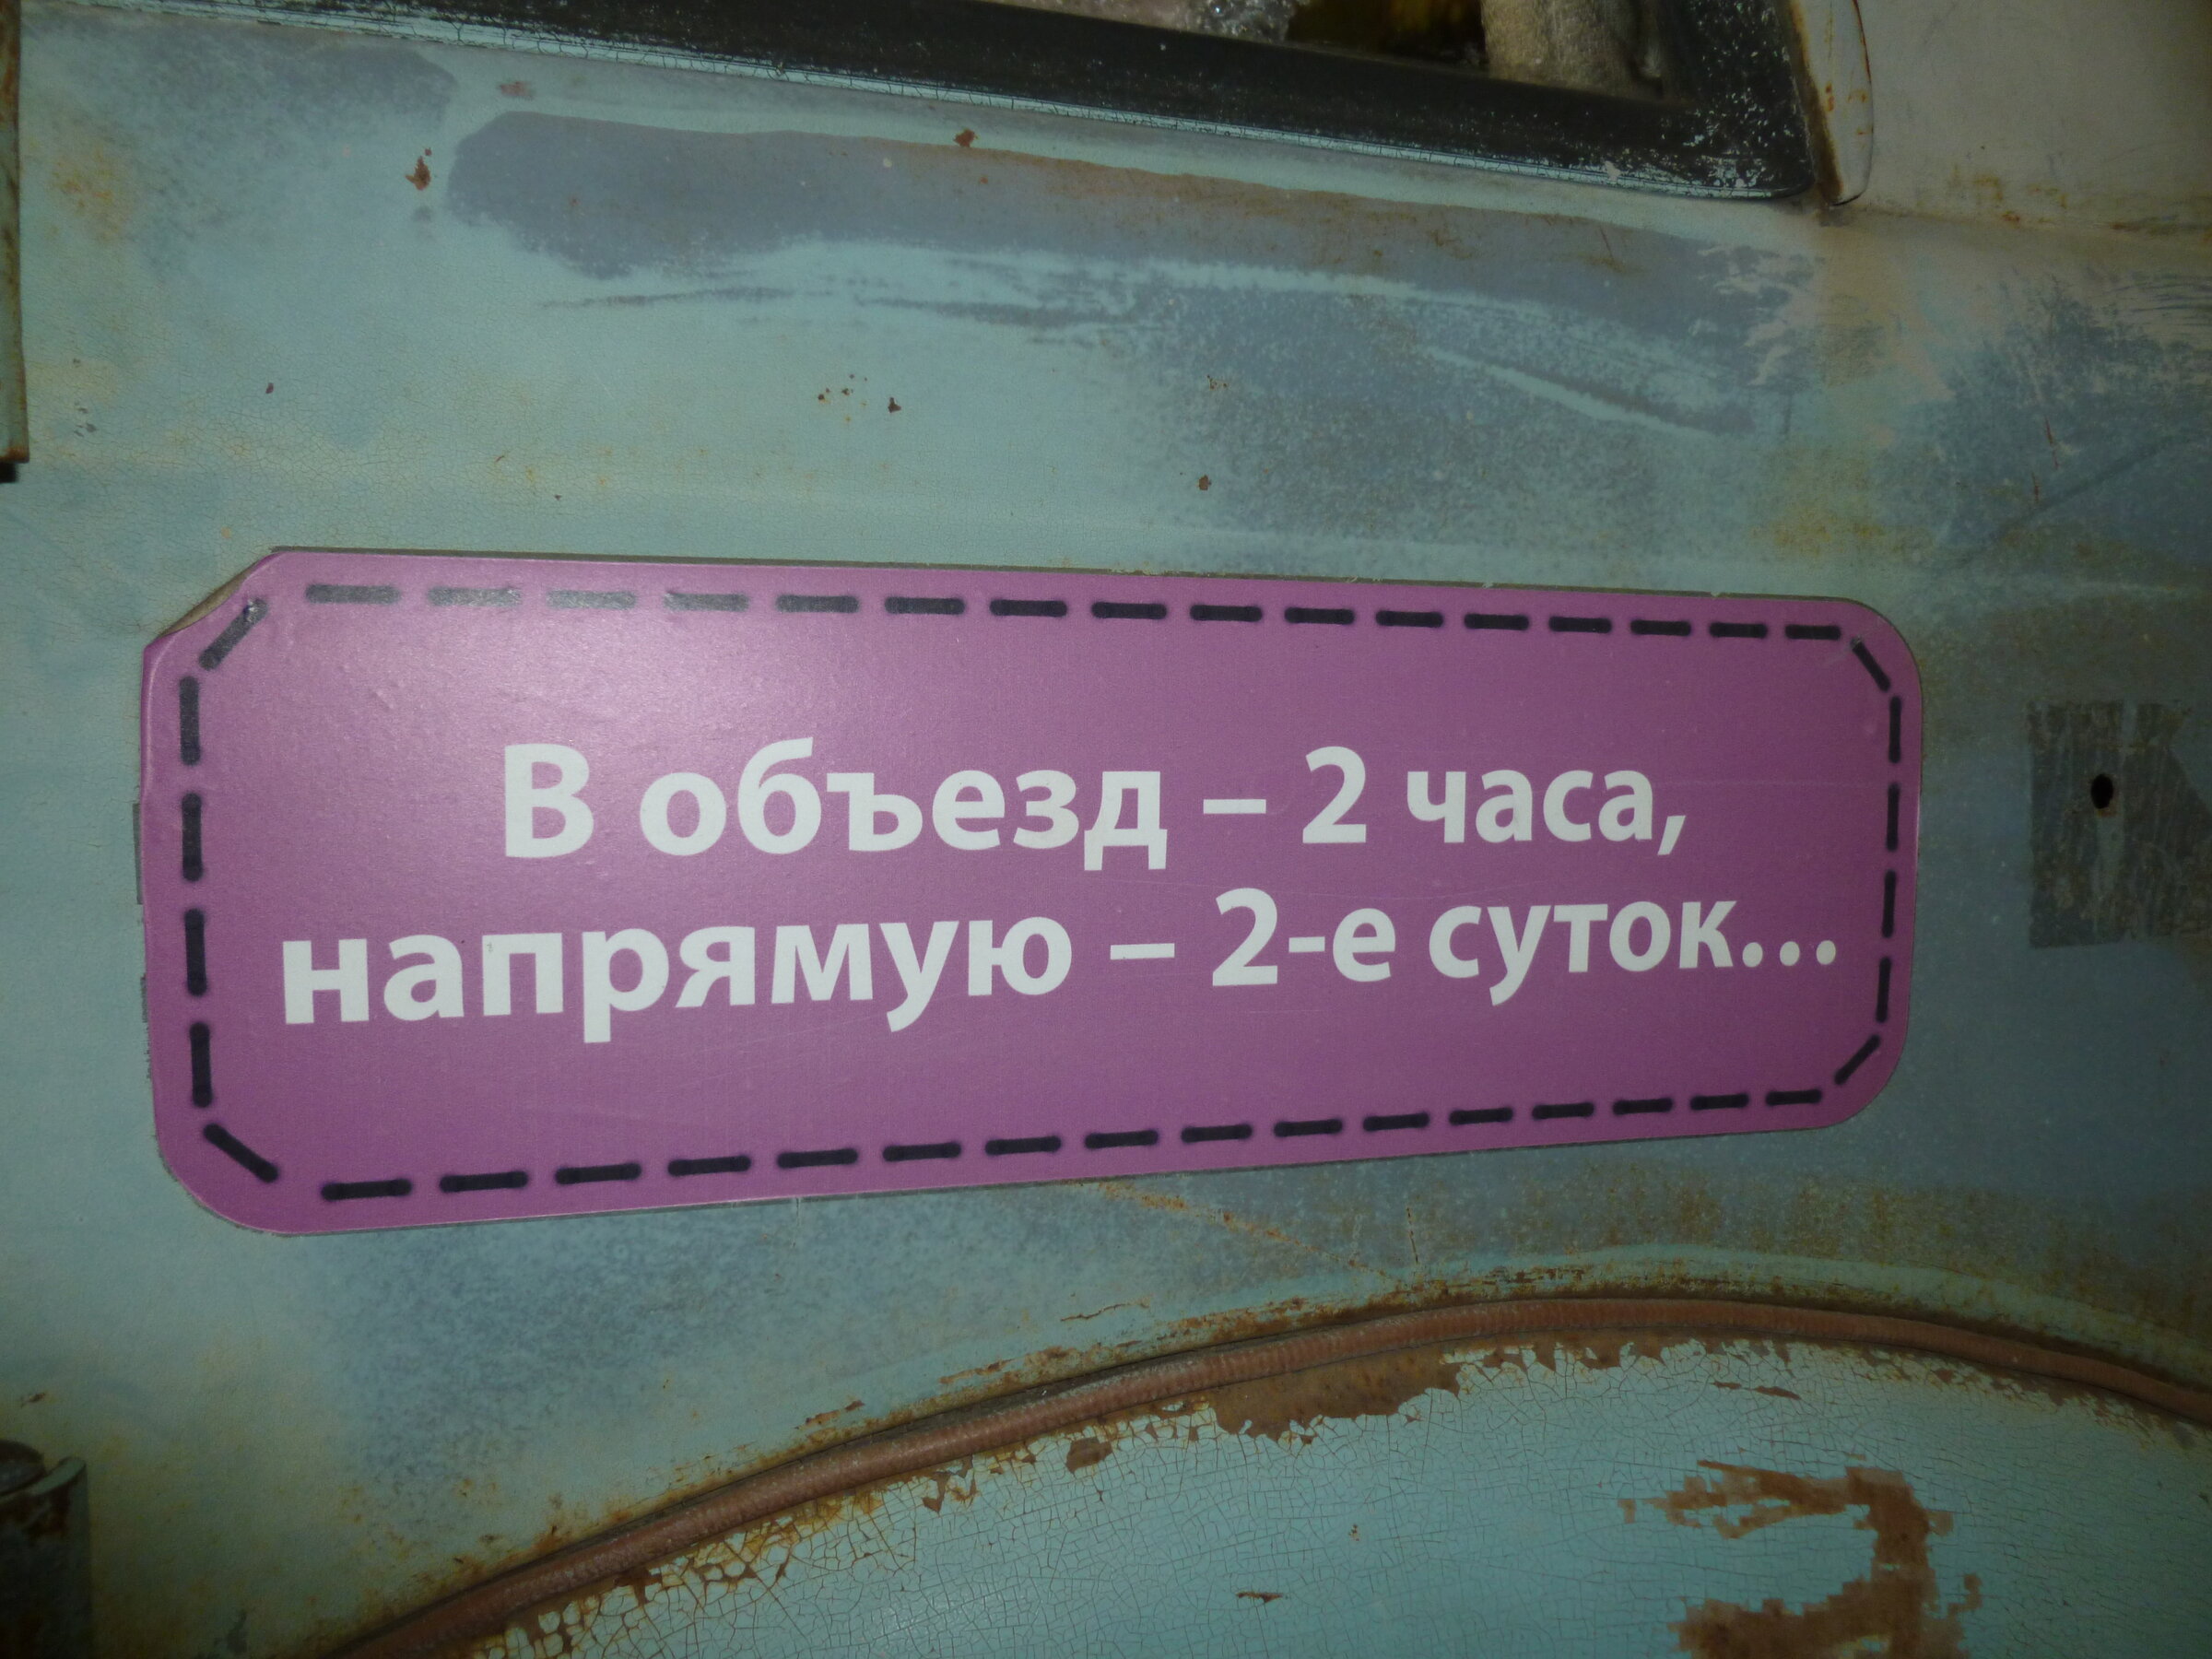 В объезд – 2 часа,
напрямую – 2-е суток...